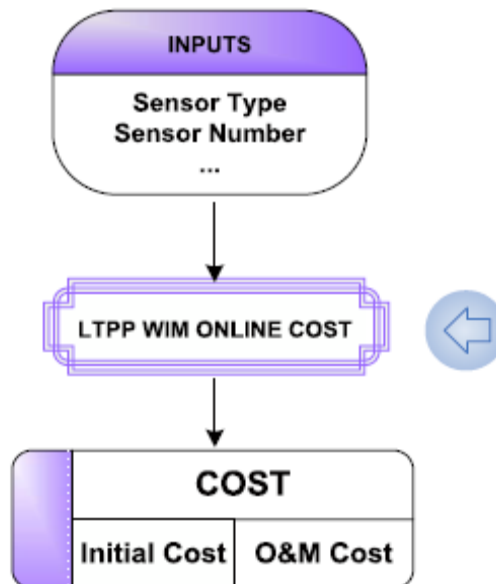 INPUTS
Sensor Type
Sensor Number
...
LTPP WIM ONLINE COST
COST
Initial Cost
O&M Cost